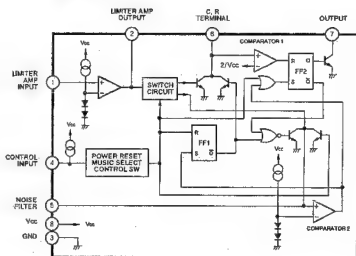 LIMITER AMP
OUTPUT
C, R
TERMINAL
OUTPUT
2
6
7
COMPARATOR 1
Vcc
2/Vcc
R
Q
FF2
S
Q
LIMITER
AMP
INPUT
1
SWITCH
CIRCUIT
Vcc
CONTROL
INPUT
4
POWER RESET
MUSIC SELECT
CONTROL SW
R
FF1
S
Q
Vcc
NOISE
FILTER
5
Vcc
8
Vcc
GND
3
COMPARATOR 2